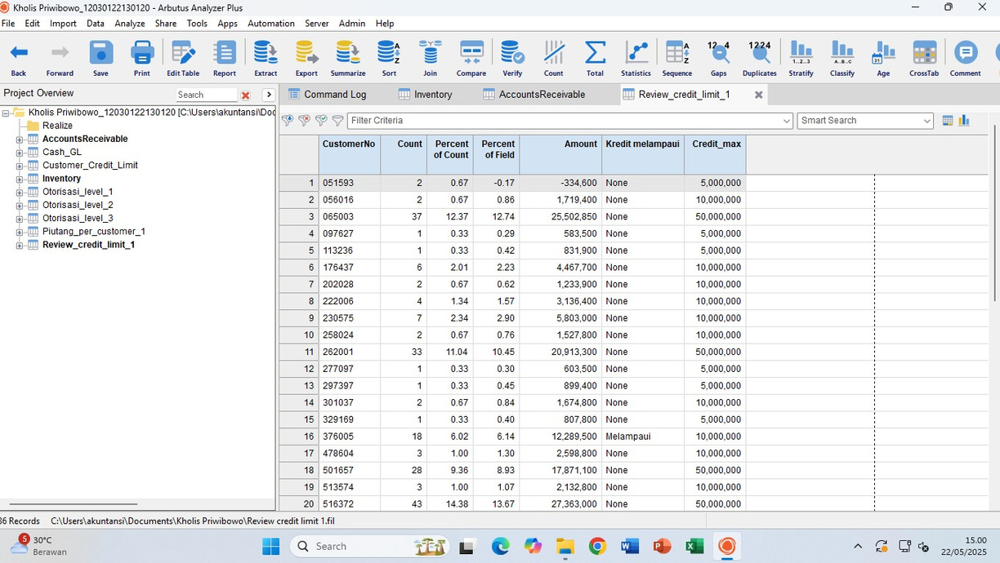 Kholis Priwibowo_12030122130120 - Arbutus Analyzer Plus
File Edit Import Data Analyze Share Tools Apps Automation Server Admin Help
Back Forward Save Print Edit Table Report Extract Export Summarize Sort Join Compare Verify Count Total Statistics Sequence Gaps Duplicates Stratify Classify Age CrossTab Comment
Project Overview Search
Command Log Inventory AccountsReceivable Review_credit_limit_1
Kholis Priwibowo_12030122130120 [C:\Users\akuntansi\Doc
Realize
AccountsReceivable
Cash_GL
Customer_Credit_Limit
Inventory
Otorisasi_level_1
Otorisasi_level_2
Otorisasi_level_3
Piutang_per_customer_1
Review_credit_limit_1
Filter Criteria Smart Search
CustomerNo Count Percent of Count Percent of Field Amount Kredit melampaui Credit_max
1 051593 2 0.67 -0.17 -334,600 None 5,000,000
2 056016 2 0.67 0.86 1,719,400 None 10,000,000
3 065003 37 12.37 12.74 25,502,850 None 50,000,000
4 097627 1 0.33 0.29 583,500 None 5,000,000
5 113236 1 0.33 0.42 831,900 None 5,000,000
6 176437 6 2.01 2.23 4,467,700 None 10,000,000
7 202028 2 0.67 0.62 1,233,900 None 10,000,000
8 222006 4 1.34 1.57 3,136,400 None 10,000,000
9 230575 7 2.34 2.90 5,803,000 None 10,000,000
10 258024 2 0.67 0.76 1,527,800 None 10,000,000
11 262001 33 11.04 10.45 20,913,300 None 50,000,000
12 277097 1 0.33 0.30 603,500 None 5,000,000
13 297397 1 0.33 0.45 899,400 None 5,000,000
14 301037 2 0.67 0.84 1,674,800 None 10,000,000
15 329169 1 0.33 0.40 807,800 None 5,000,000
16 376005 18 6.02 6.14 12,289,500 Melampaui 10,000,000
17 478604 3 1.00 1.30 2,598,800 None 10,000,000
18 501657 28 9.36 8.93 17,871,100 None 50,000,000
19 513574 3 1.00 1.07 2,132,800 None 10,000,000
20 516372 43 14.38 13.67 27,363,000 None 50,000,000
36 Records C:\Users\akuntansi\Documents\Kholis Priwibowo\Review credit limit 1.fil
5 30°C
Berawan
Search
15.00
22/05/2025